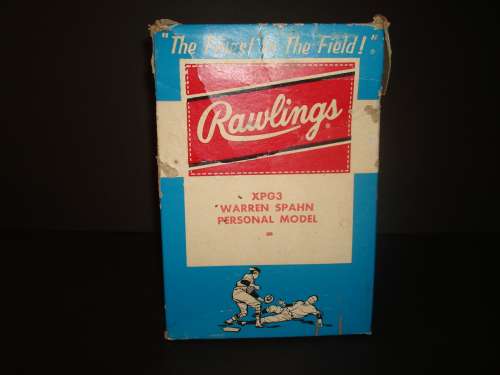 "The Finest in The Field!"®
Rawlings®
XPG3
WARREN SPAHN
PERSONAL MODEL